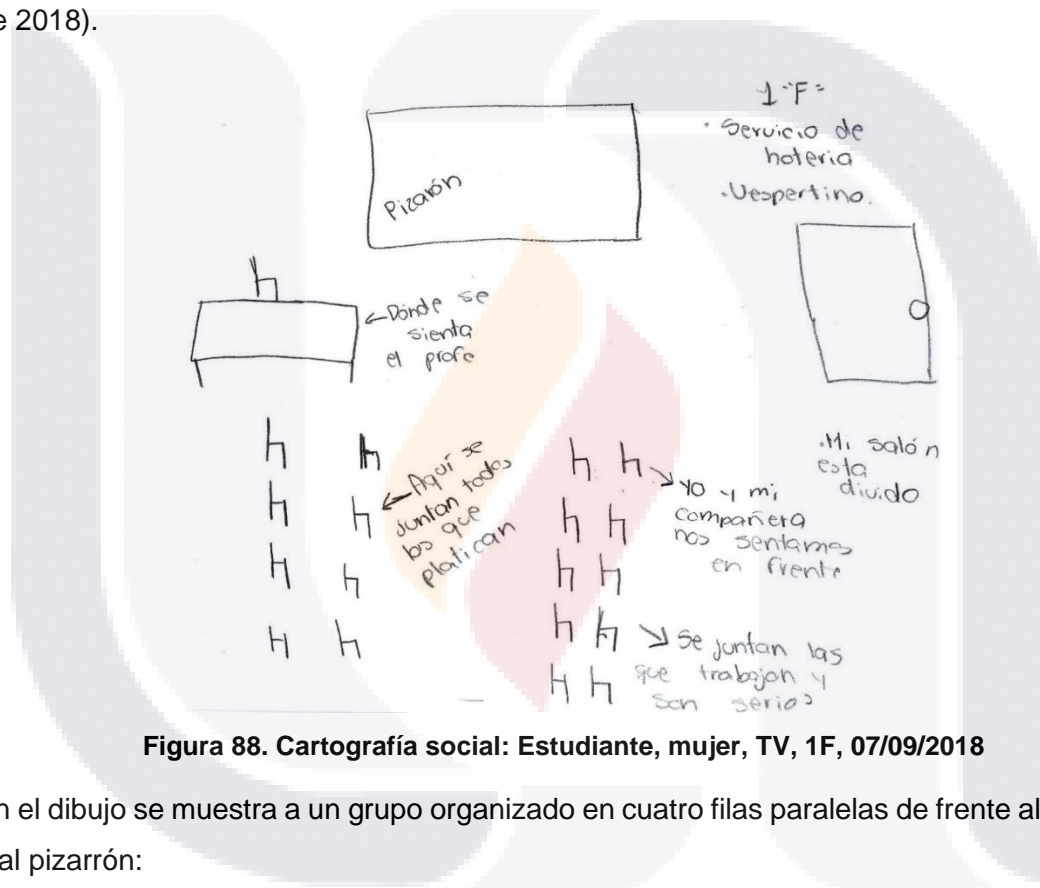 e 2018).
1 "F"
· Servicio de
hoteria
· Vespertino.
Pizarón
←Dónde se
sienta
el profe
←Aquí se
juntan todos
los que
platican
→ yo y mi
compañera
nos sentamos
en frente
·Mi salón
esta
divido
→ Se juntan las
que trabajan y
son serias
Figura 88. Cartografía social: Estudiante, mujer, TV, 1F, 07/09/2018
n el dibujo se muestra a un grupo organizado en cuatro filas paralelas de frente al
al pizarrón: